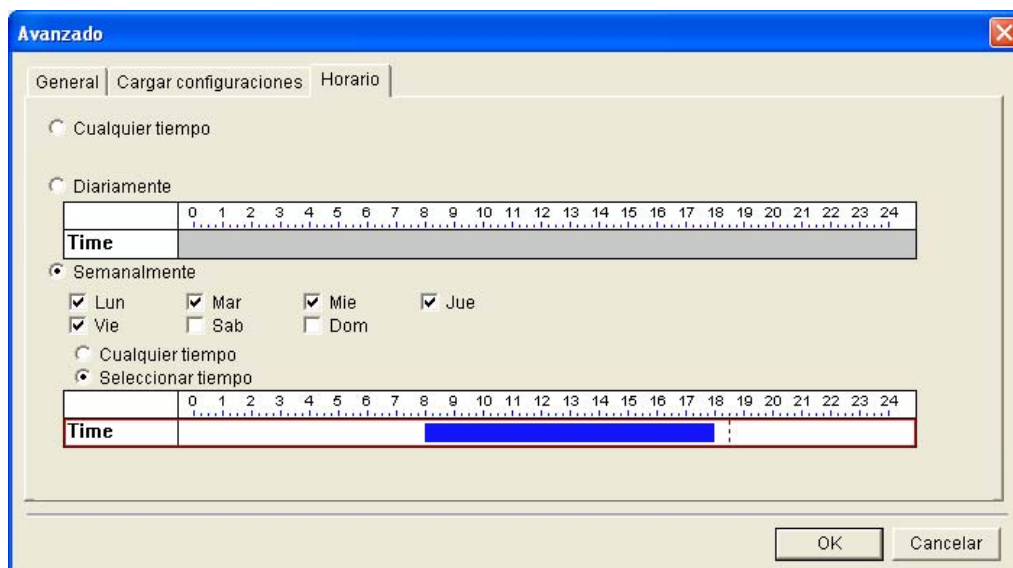 Avanzado
General Cargar configuraciones Horario
Cualquier tiempo
Diariamente
0 1 2 3 4 5 6 7 8 9 10 11 12 13 14 15 16 17 18 19 20 21 22 23 24
Time
Semanalmente
Lun Mar Mie Jue
Vie Sab Dom
Cualquier tiempo
Seleccionar tiempo
0 1 2 3 4 5 6 7 8 9 10 11 12 13 14 15 16 17 18 19 20 21 22 23 24
Time
OK Cancelar